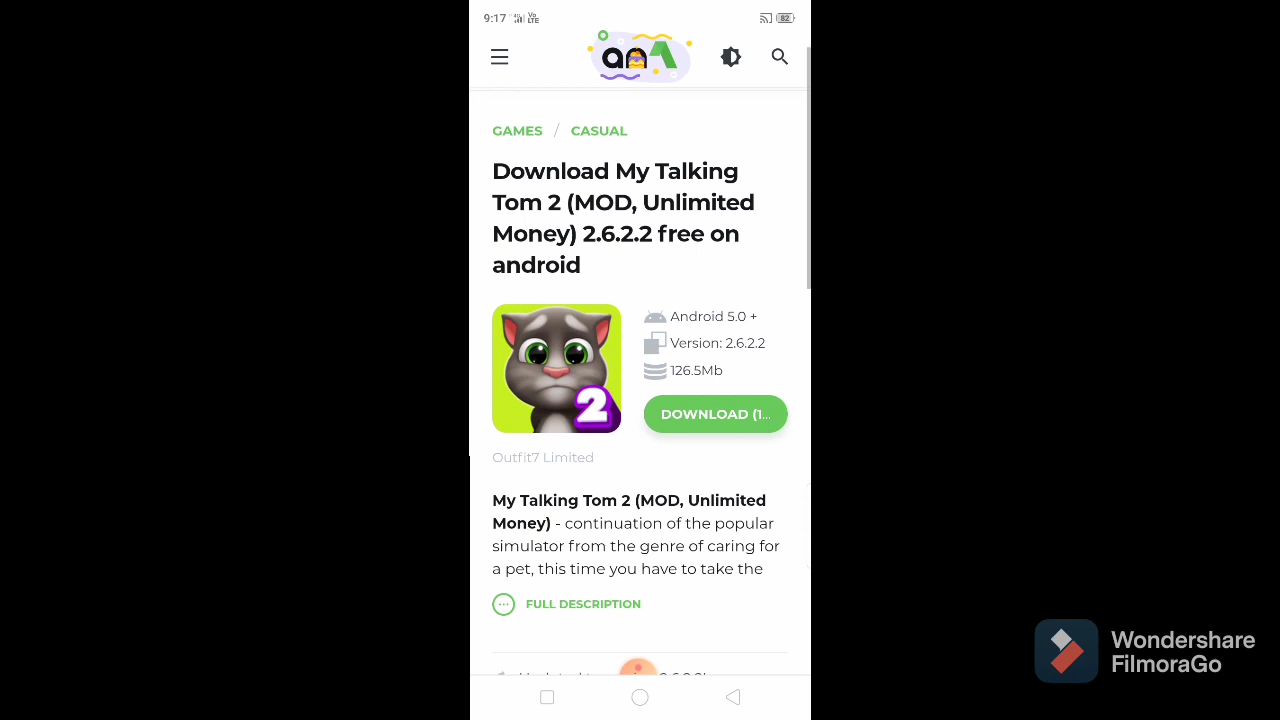 9:17
Vo
LTE
82
GAMES / CASUAL
Download My Talking
Tom 2 (MOD, Unlimited
Money) 2.6.2.2 free on
android
Android 5.0 +
Version: 2.6.2.2
126.5Mb
2
DOWNLOAD (1...
Outfit7 Limited
My Talking Tom 2 (MOD, Unlimited
Money) - continuation of the popular
simulator from the genre of caring for
a pet, this time you have to take the
FULL DESCRIPTION
Wondershare
FilmoraGo